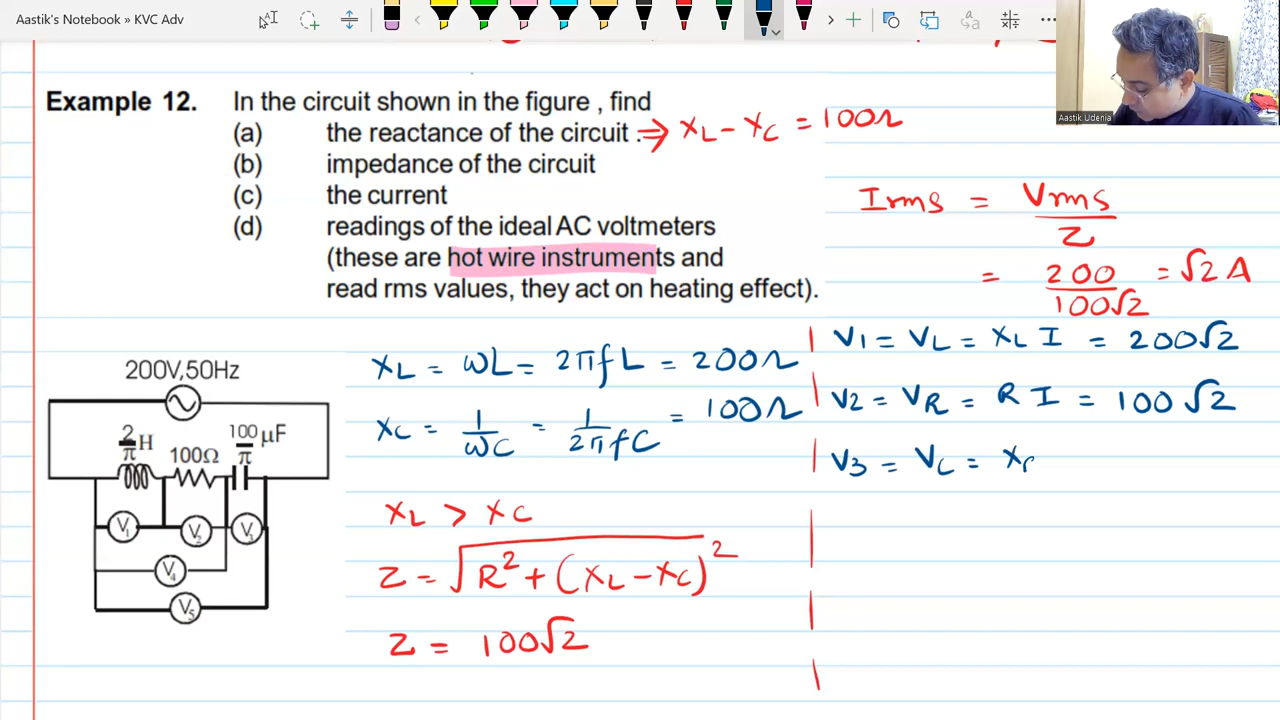 Aastik's Notebook » KVC Adv
Aastik Udenia
Example 12. In the circuit shown in the figure , find
(a) the reactance of the circuit . ⇒ XL - XC = 100Ω
(b) impedance of the circuit
(c) the current
(d) readings of the ideal AC voltmeters
(these are hot wire instruments and
read rms values, they act on heating effect).
Irms = Vrms / Z
= 200 / 100√2 = √2 A
200V,50Hz
2/π H
100Ω
100/π μF
V1
V2
V3
V4
V5
XL = ωL = 2πfL = 200Ω
XC = 1/ωC = 1/2πfC = 100Ω
XL > XC
Z = √R² + (XL - XC)²
Z = 100√2
V1 = VL = XL I = 200√2
V2 = VR = R I = 100√2
V3 = VC = X